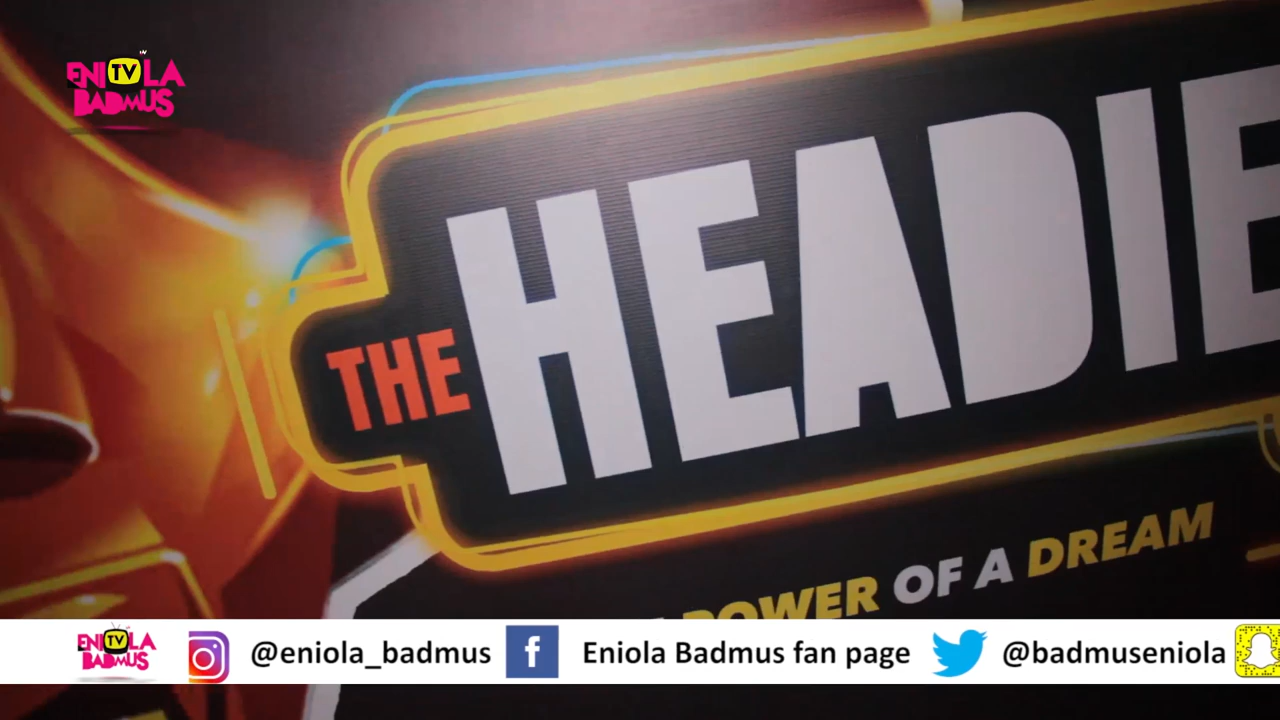 ENIOLA TV
BADMUS
THE HEADIE
POWER OF A DREAM
ENIOLA TV
BADMUS
@eniola_badmus Eniola Badmus fan page @badmuseniola